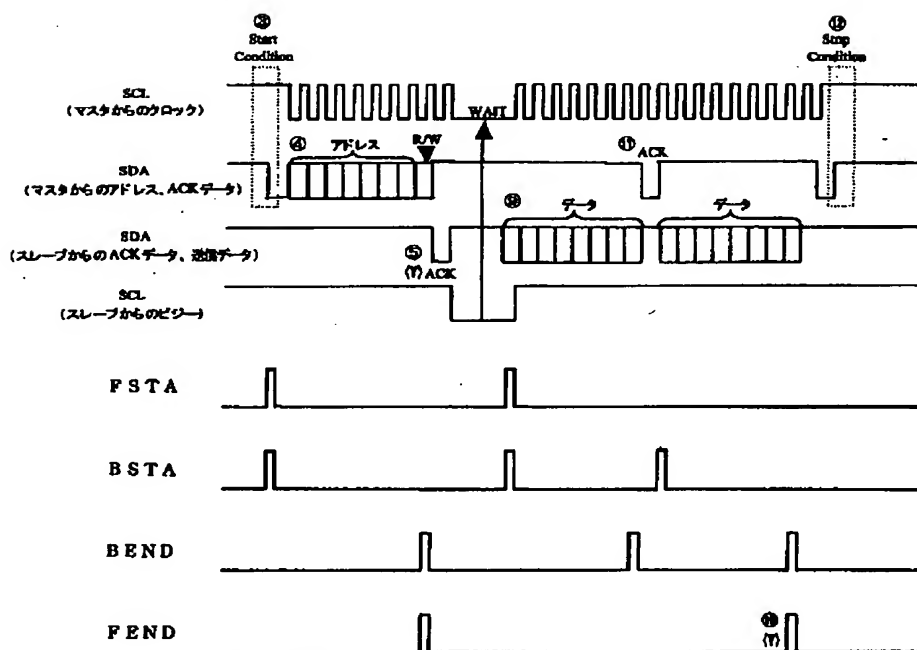 ③
Start
Condition
⑫
Stop
Condition
SCL
(マスタからのクロック)
WAIT
R/W
④
アドレス
⑪ ACK
SDA
(マスタからのアドレス、ACKデータ)
⑨
データ
データ
SDA
(スレーブからのACKデータ、送信データ)
⑤
(Y) ACK
SCL
(スレーブからのビジー)
FSTA
BSTA
BEND
FEND
(Y)